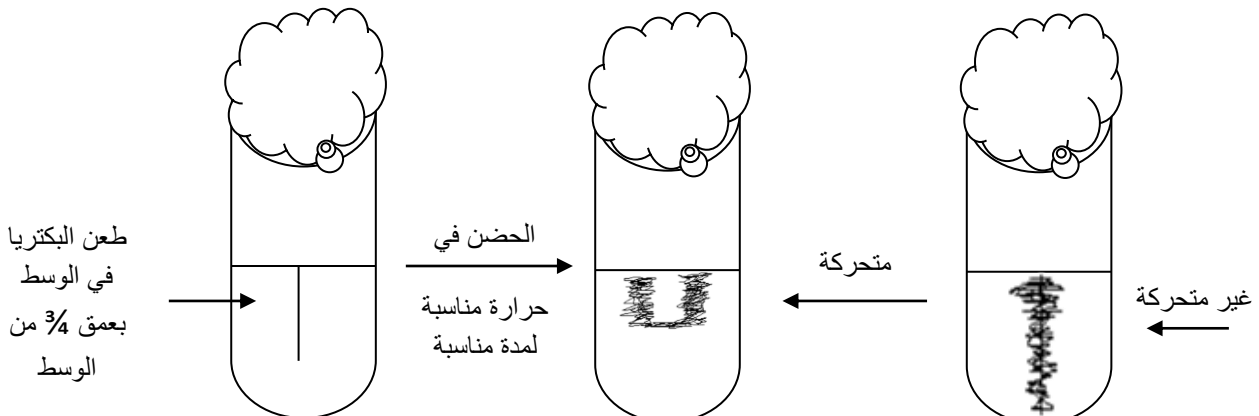 طعن البكتريا
في الوسط
بعمق ¾ من
الوسط
الحضن في
حرارة مناسبة
لمدة مناسبة
متحركة
غير متحركة